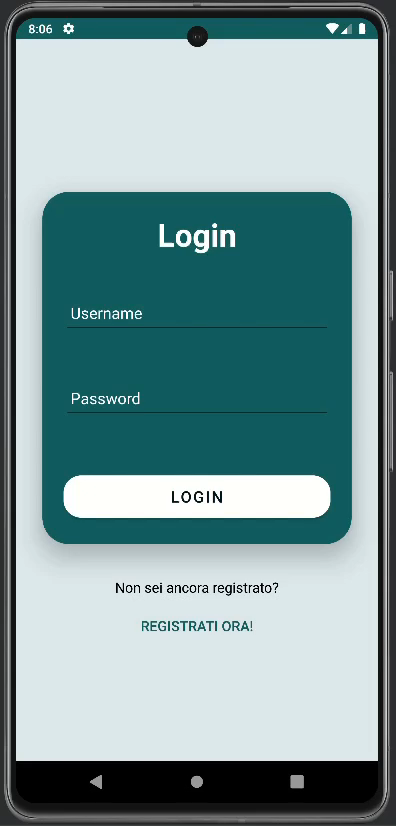 8:06
Login
Username
Password
LOGIN
Non sei ancora registrato?
REGISTRATI ORA!